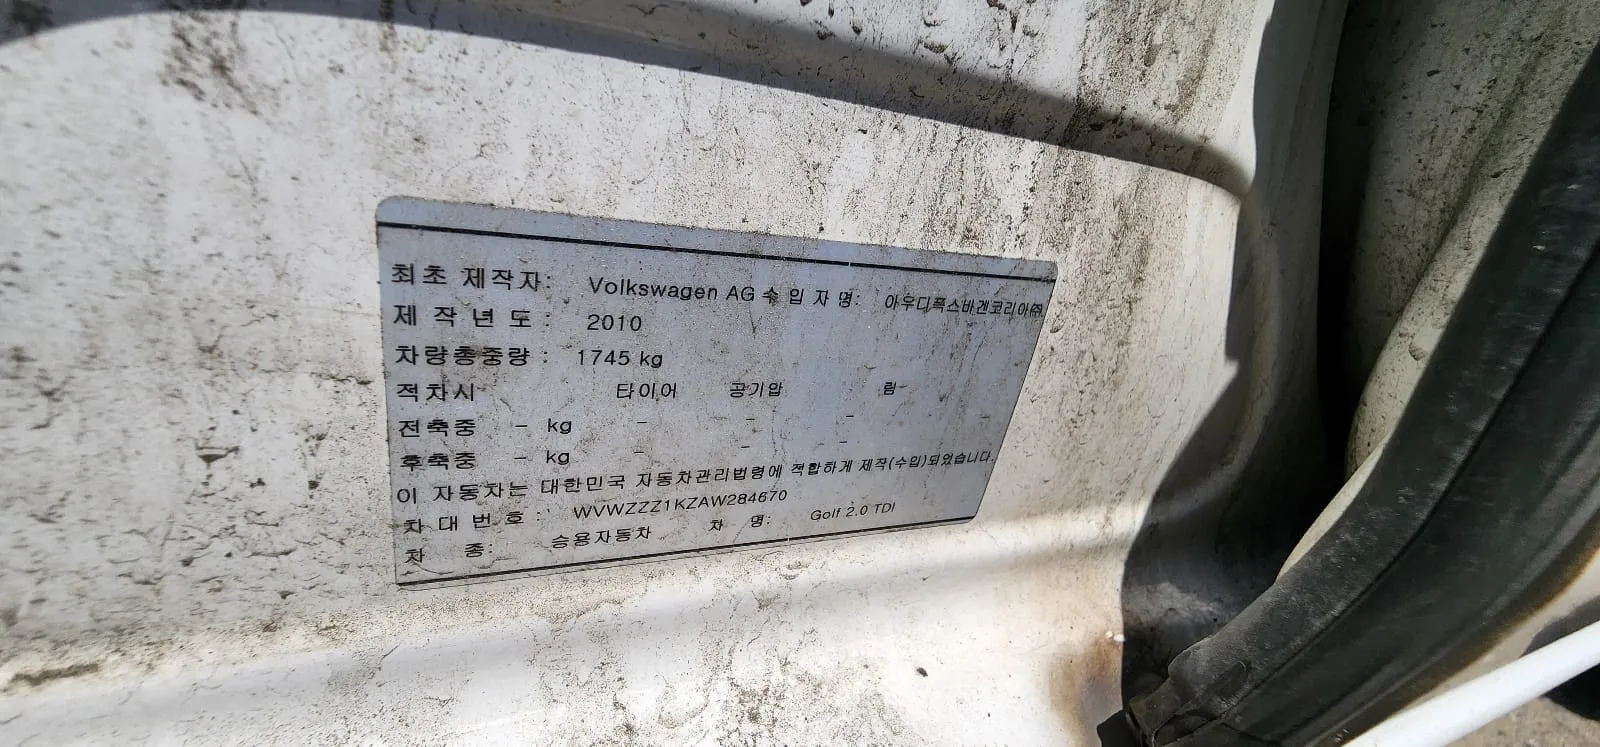 최초 제작자: Volkswagen AG 수 입 자 명: 아우디폭스바겐코리아㈜
제 작 년 도 : 2010
차량총중량 : 1745 kg
적차시 타이어 공기압 림
전축중 - kg - - - -
후축중 - kg - - -
이 자동차는 대한민국 자동차관리법령에 적합하게 제작(수입)되었습니다.
차 대 번 호 : WVWZZZ1KZAW284670
차 종: 승용자동차 차 명: Golf 2.0 TDI